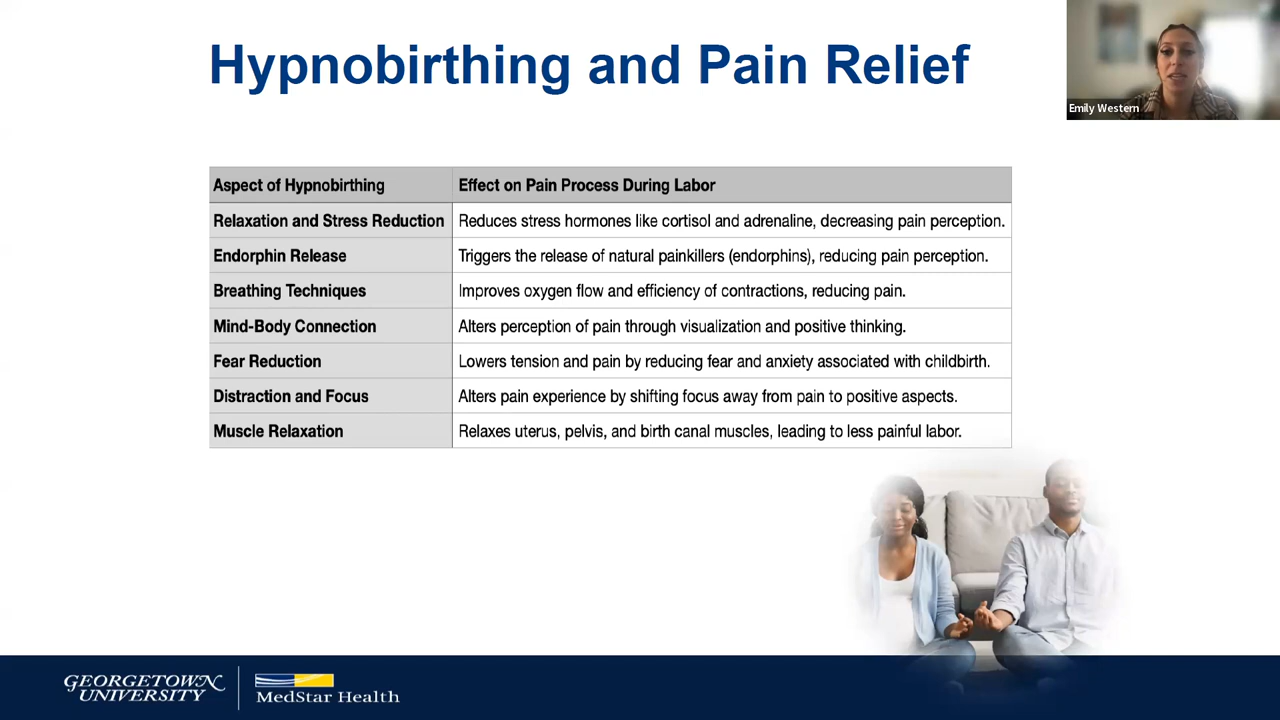 Hypnobirthing and Pain Relief
Emily Western
Aspect of Hypnobirthing Effect on Pain Process During Labor
Relaxation and Stress Reduction Reduces stress hormones like cortisol and adrenaline, decreasing pain perception.
Endorphin Release Triggers the release of natural painkillers (endorphins), reducing pain perception.
Breathing Techniques Improves oxygen flow and efficiency of contractions, reducing pain.
Mind-Body Connection Alters perception of pain through visualization and positive thinking.
Fear Reduction Lowers tension and pain by reducing fear and anxiety associated with childbirth.
Distraction and Focus Alters pain experience by shifting focus away from pain to positive aspects.
Muscle Relaxation Relaxes uterus, pelvis, and birth canal muscles, leading to less painful labor.
GEORGETOWN
UNIVERSITY
MedStar Health